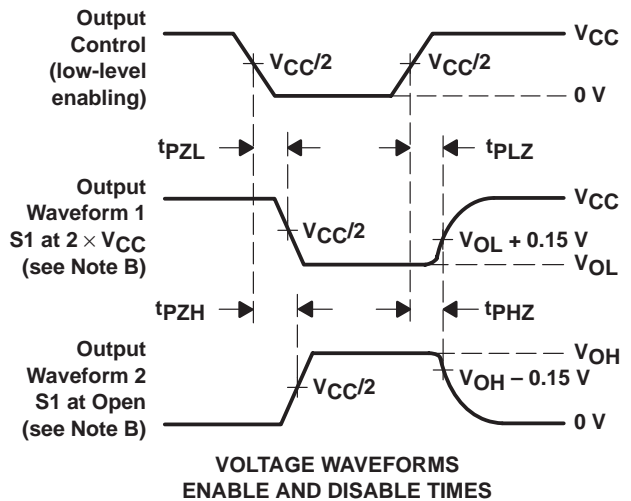 Output
Control
(low-level
enabling)
VCC/2
VCC/2
VCC
0 V
tPZL
tPLZ
Output
Waveform 1
S1 at 2 × VCC
(see Note B)
VCC/2
VCC
VOL + 0.15 V
VOL
tPZH
tPHZ
Output
Waveform 2
S1 at Open
(see Note B)
VCC/2
VOH
VOH – 0.15 V
0 V
VOLTAGE WAVEFORMS
ENABLE AND DISABLE TIMES